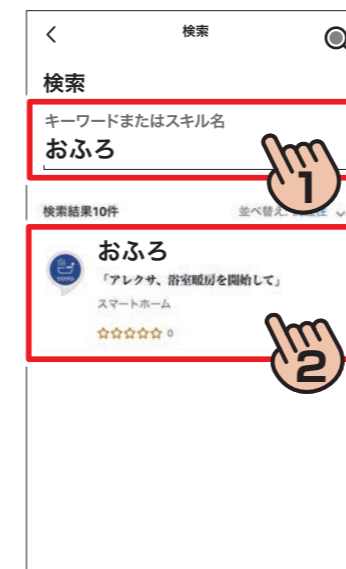 検索
検索
キーワードまたはスキル名
おふろ
1
検索結果10件
並べ替え:
おふろ
TOTO
「アレクサ、浴室暖房を開始して」
スマートホーム
☆☆☆☆☆ 0
2